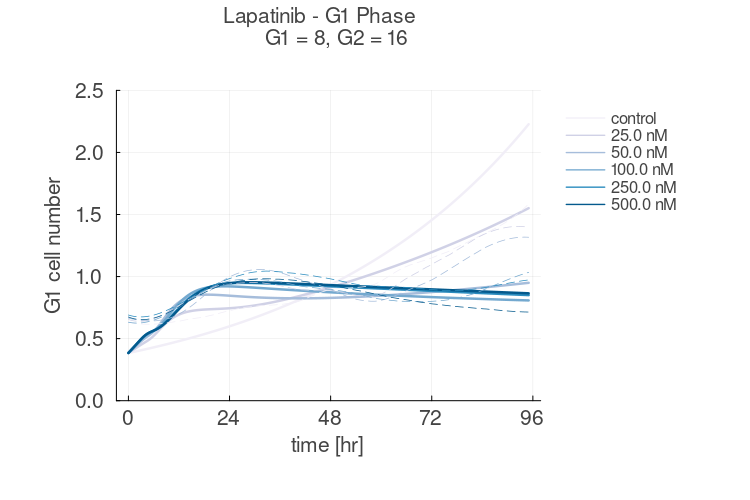 Lapatinib - G1 Phase
G1 = 8, G2 = 16
2.5
2.0
1.5
1.0
0.5
0.0
G1 cell number
0 24 48 72 96
time [hr]
control
25.0 nM
50.0 nM
100.0 nM
250.0 nM
500.0 nM